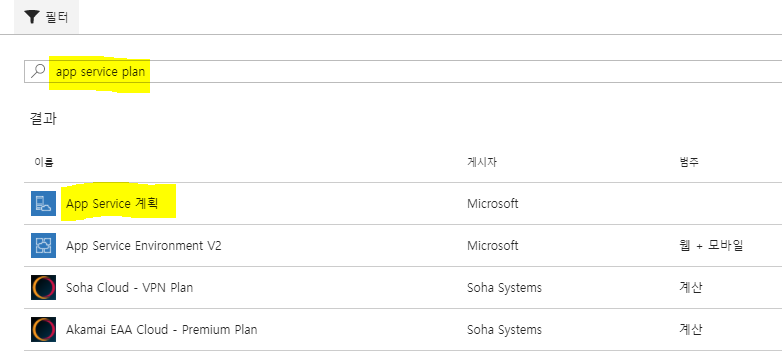 필터
app service plan
결과
이름 게시자 범주
App Service 계획 Microsoft
App Service Environment V2 Microsoft 웹 + 모바일
Soha Cloud - VPN Plan Soha Systems 계산
Akamai EAA Cloud - Premium Plan Soha Systems 계산